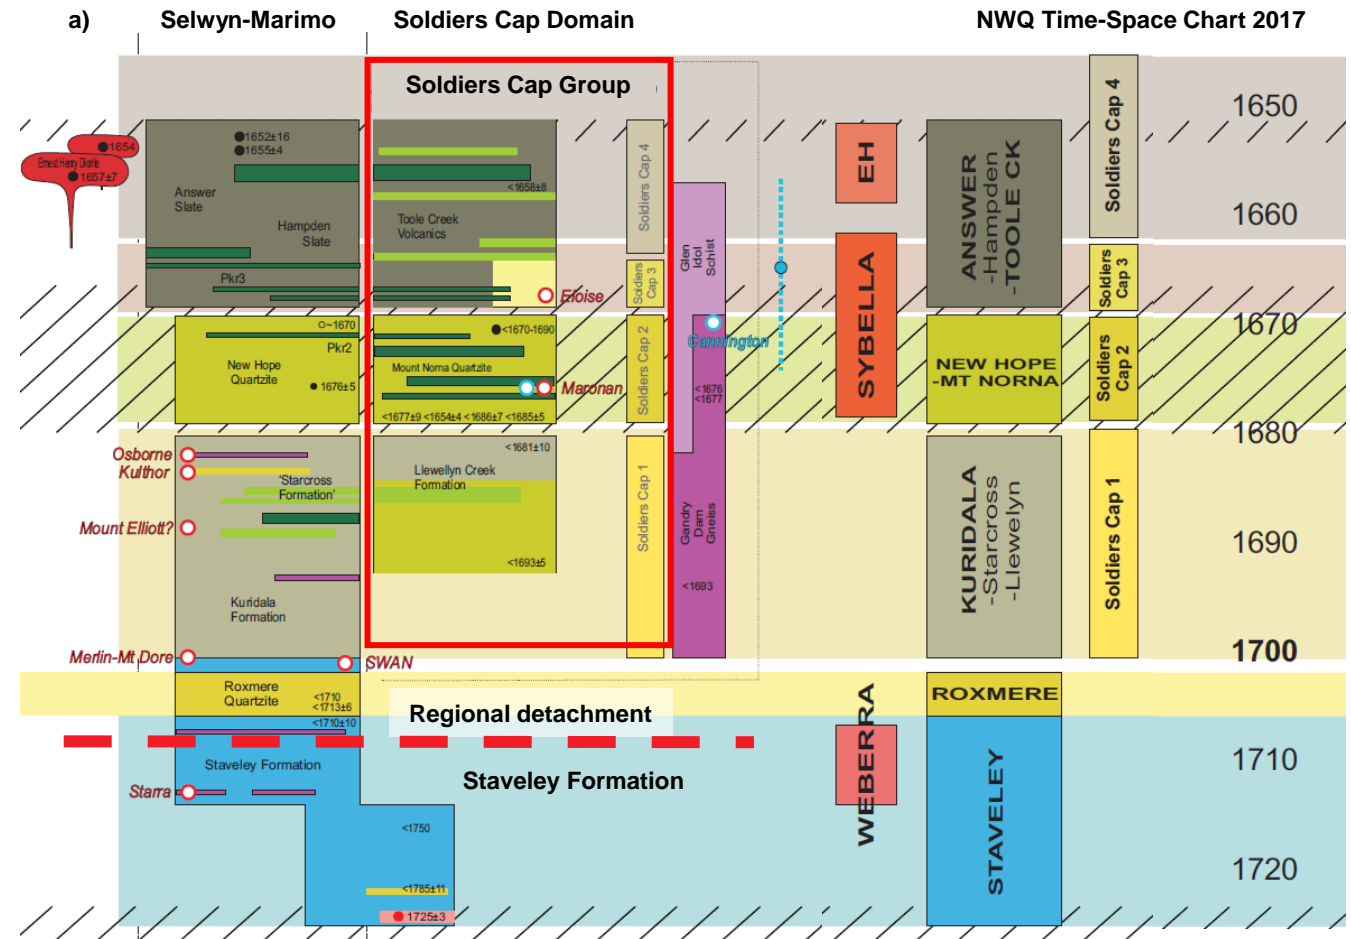 a)
Selwyn-Marimo
Soldiers Cap Domain
NWQ Time-Space Chart 2017
Soldiers Cap Group
1652±16
1655±4
1654
Ernest Henry Diorite
1657±7
Answer
Slate
Hampden
Slate
Pkr3
<1658±8
Toole Creek
Volcanics
Eloise
Soldiers Cap 4
Soldiers
Cap 3
Glen
Idol
Schist
EH
SYBELLA
ANSWER
-Hampden
-TOOLE CK
Soldiers Cap 4
Soldiers
Cap 3
1650
1660
1670
~1670
Pkr2
New Hope
Quartzite
1676±5
<1670-1690
Mount Norna Quartzite
Maronan
<1677±9 <1654±4 <1686±7 <1685±5
Soldiers Cap 2
Cannington
<1676
<1677
NEW HOPE
-MT NORNA
Soldiers
Cap 2
1680
Osborne
Kulthor
'Starcross
Formation'
Mount Elliott?
Kuridala
Formation
<1681±10
Llewellyn Creek
Formation
<1693±5
Soldiers Cap 1
Gandry
Dam
Gneiss
<1693
KURIDALA
-Starcross
-Llewelyn
Soldiers Cap 1
1690
1700
Merlin-Mt Dore
SWAN
Roxmere
Quartzite
<1710
<1713±6
<1710±10
Regional detachment
ROXMERE
Staveley Formation
Starra
Staveley Formation
WEBERRA
STAVELEY
1710
<1750
<1785±11
1725±3
1720